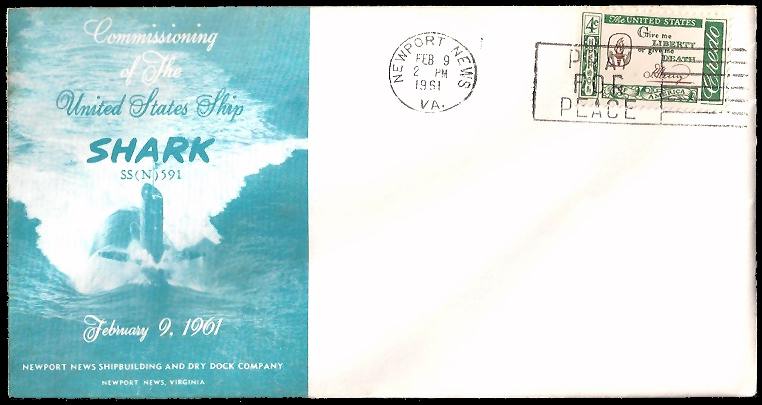 Commissioning
of The
United States Ship
SHARK
SS(N)591
February 9, 1961
NEWPORT NEWS SHIPBUILDING AND DRY DOCK COMPANY
NEWPORT NEWS, VIRGINIA
NEWPORT NEWS
FEB 9
2 PM
1961
VA.
PRAY
FOR
PEACE
4c
The UNITED STATES
Give me
LIBERTY
or give me
DEATH
P Henry
Credo
AMERICA